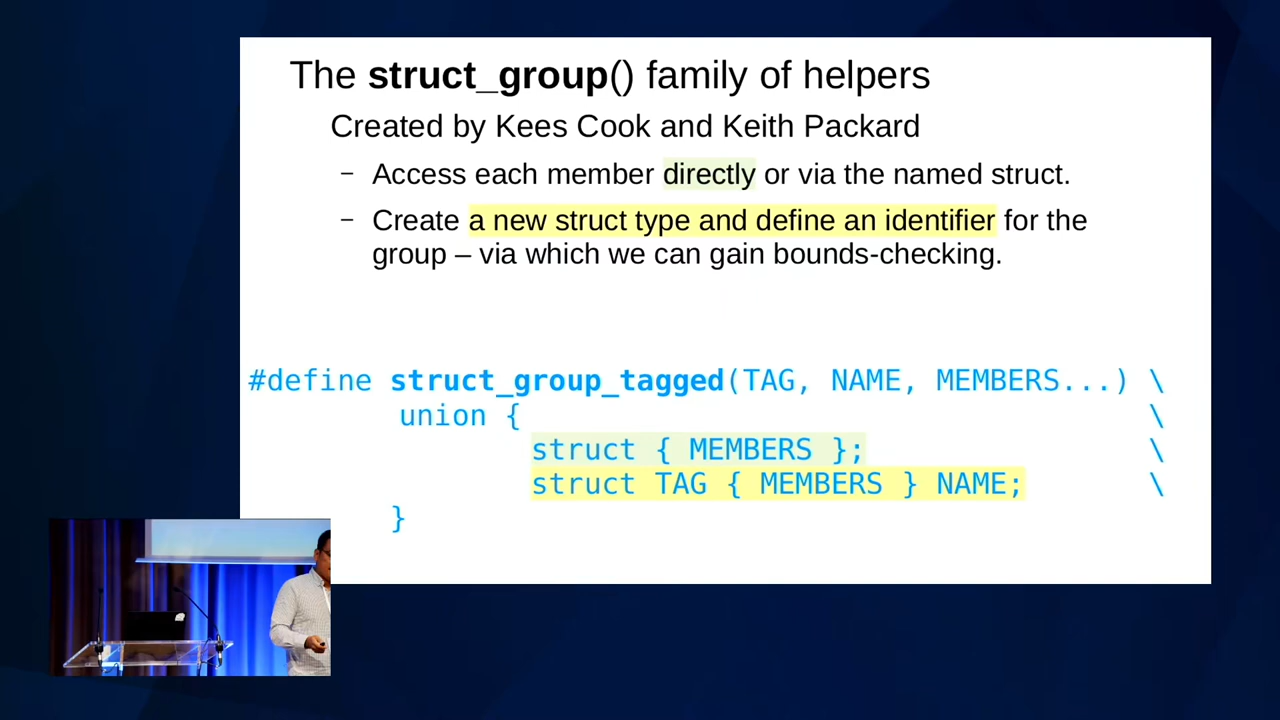 The struct_group() family of helpers
Created by Kees Cook and Keith Packard
– Access each member directly or via the named struct.
– Create a new struct type and define an identifier for the
group – via which we can gain bounds-checking.
#define struct_group_tagged(TAG, NAME, MEMBERS...) \
union { \
struct { MEMBERS }; \
struct TAG { MEMBERS } NAME; \
}